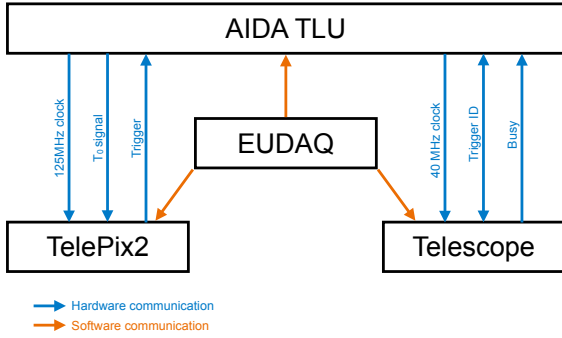 AIDA TLU
125MHz clock
T₀ signal
Trigger
40 MHz clock
Trigger ID
Busy
EUDAQ
TelePix2
Telescope
Hardware communication
Software communication